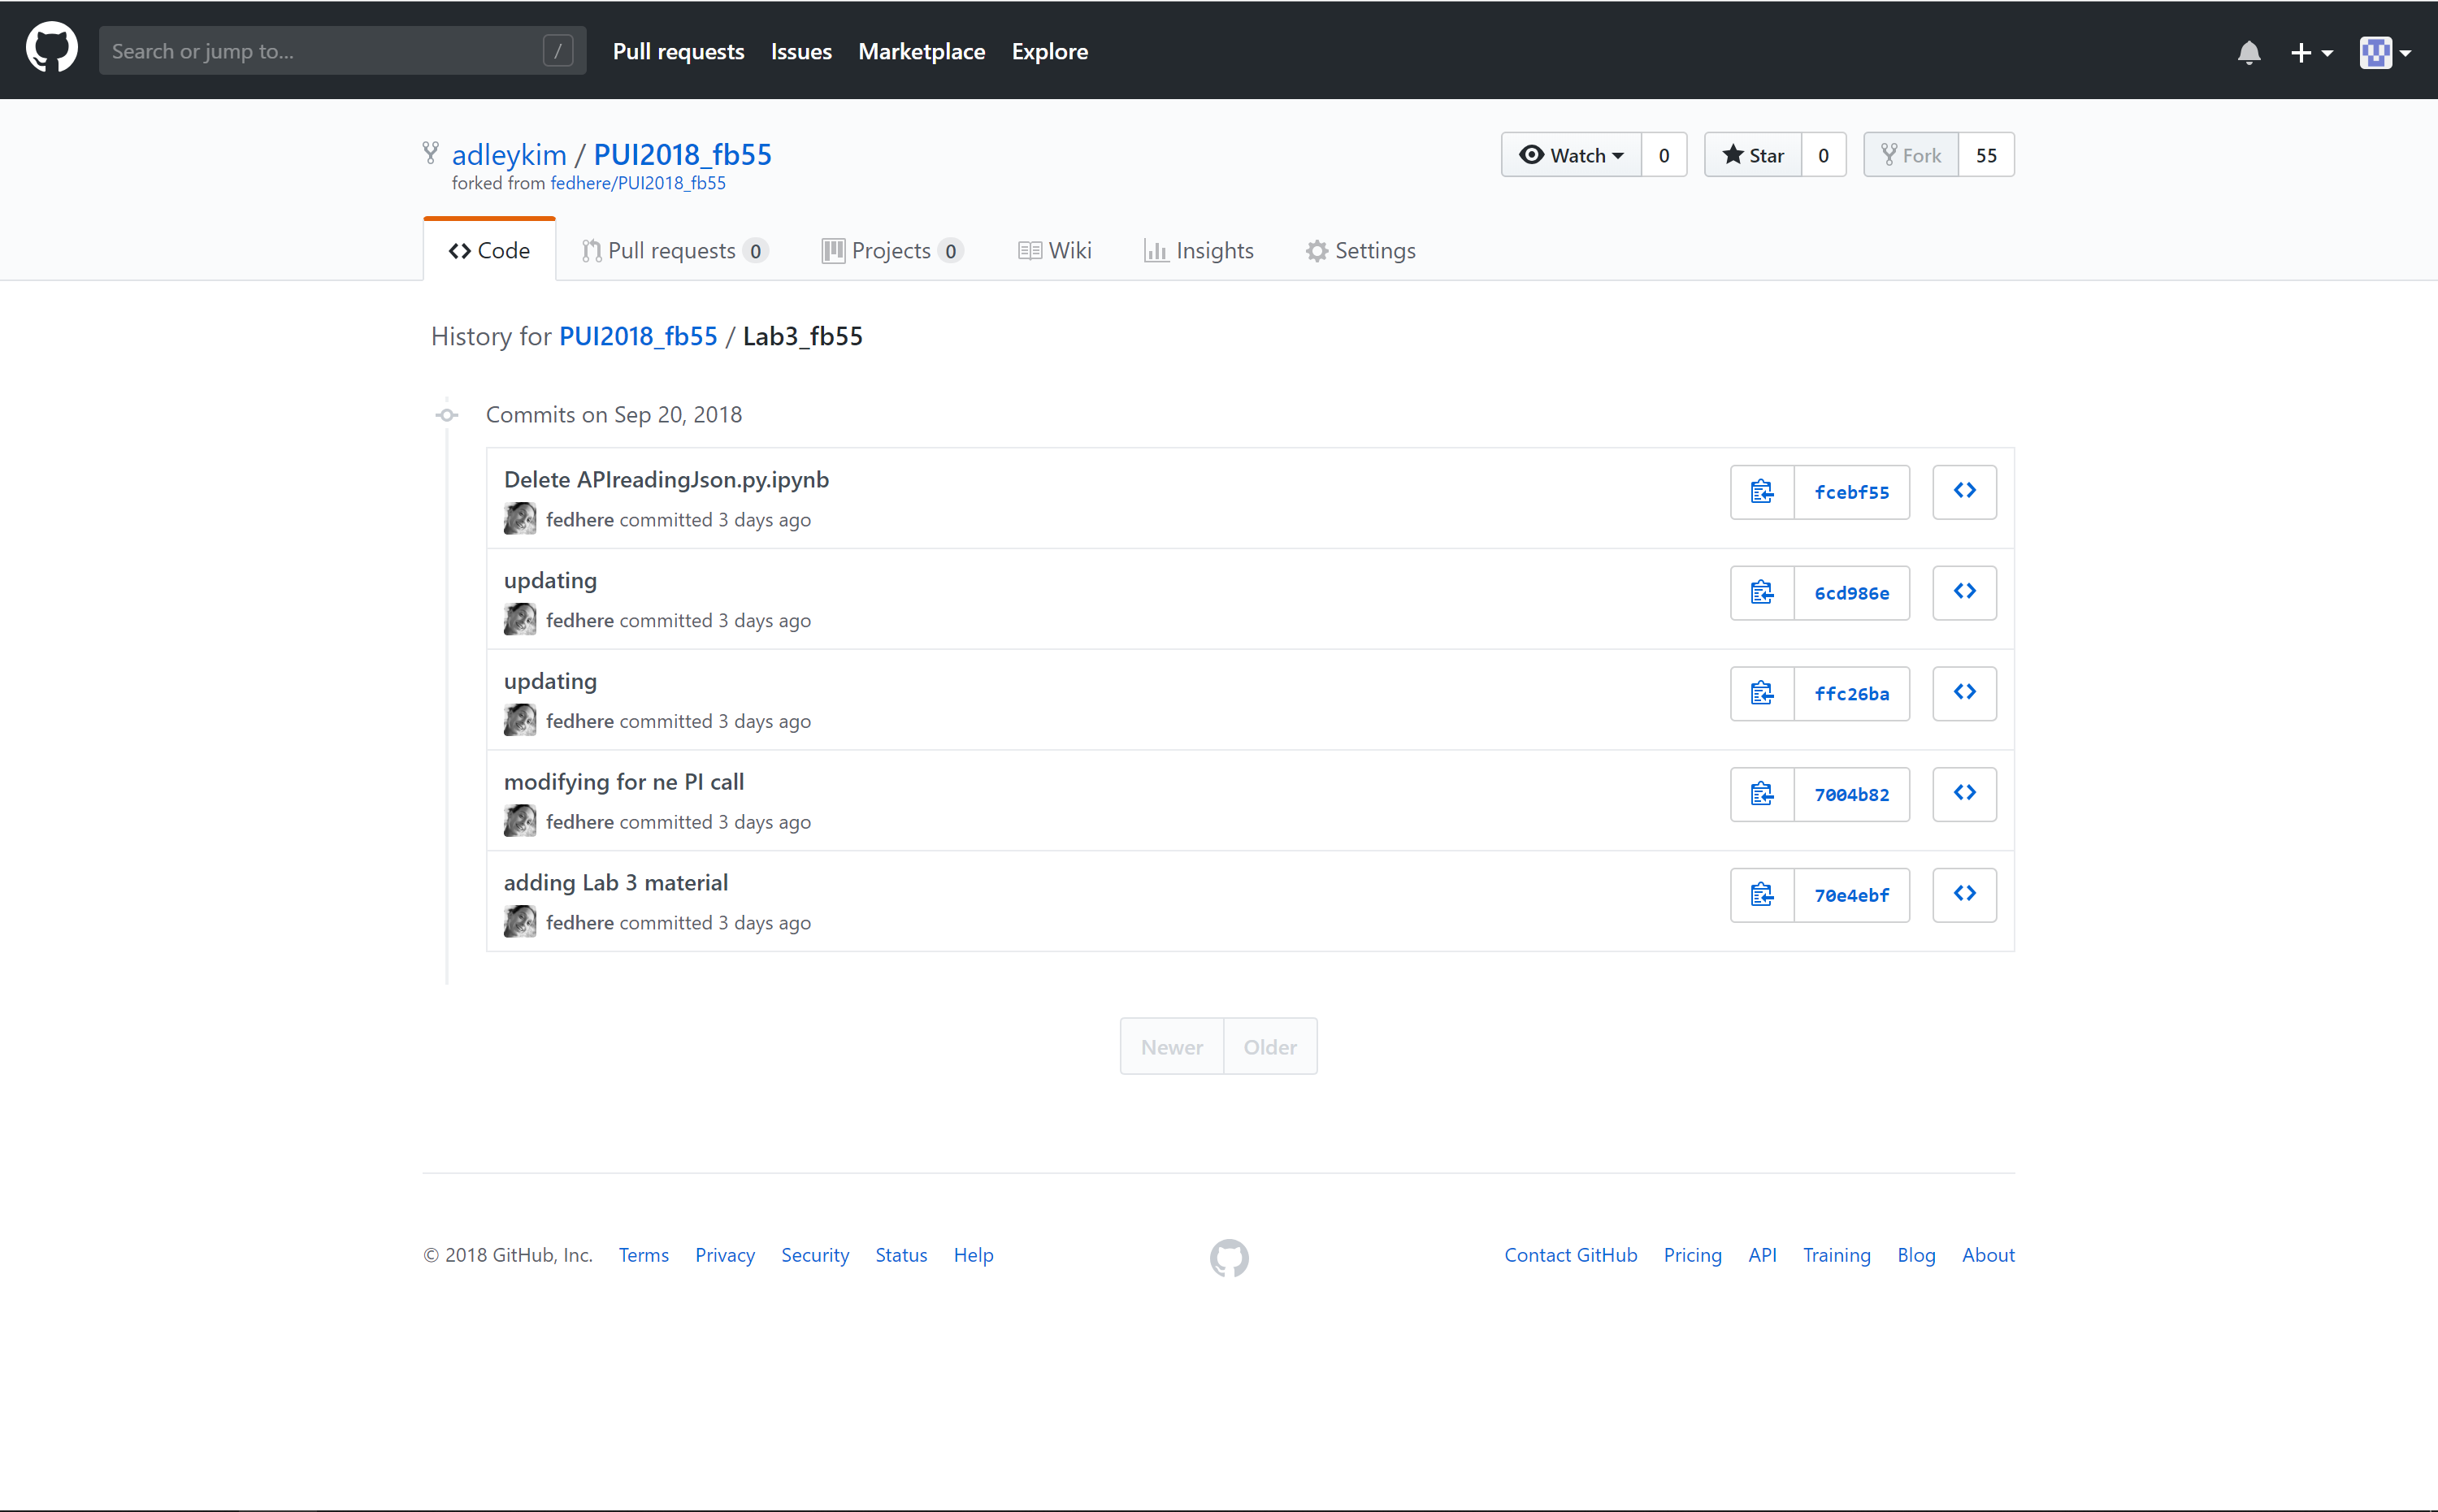 Search or jump to... /
Pull requests Issues Marketplace Explore
adleykim / PUI2018_fb55
forked from fedhere/PUI2018_fb55
Watch 0 Star 0 Fork 55
Code Pull requests 0 Projects 0 Wiki Insights Settings
History for PUI2018_fb55 / Lab3_fb55
Commits on Sep 20, 2018
Delete APIreadingJson.py.ipynb
fedhere committed 3 days ago
fcebf55
updating
fedhere committed 3 days ago
6cd986e
updating
fedhere committed 3 days ago
ffc26ba
modifying for ne PI call
fedhere committed 3 days ago
7004b82
adding Lab 3 material
fedhere committed 3 days ago
70e4ebf
Newer Older
© 2018 GitHub, Inc. Terms Privacy Security Status Help Contact GitHub Pricing API Training Blog About